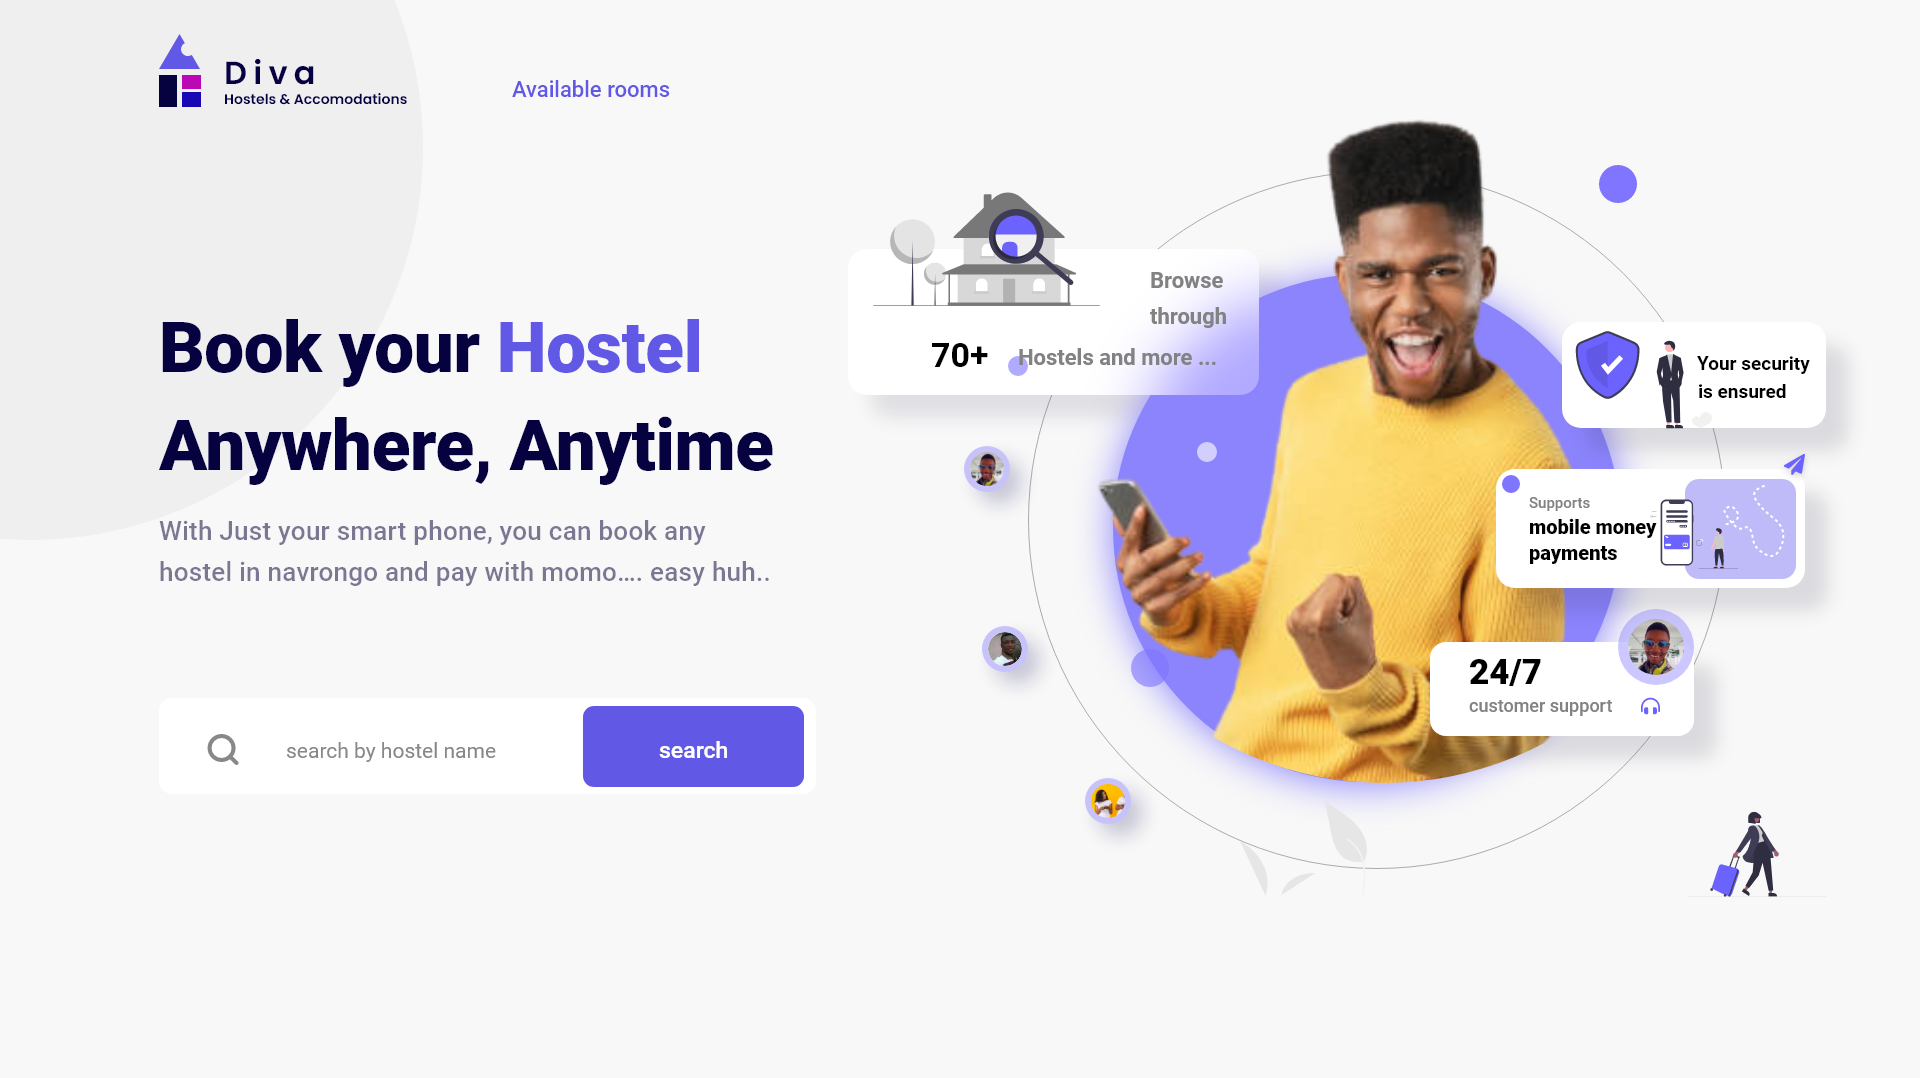 Diva
Hostels & Accomodations
Available rooms
Book your Hostel
Anywhere, Anytime
With Just your smart phone, you can book any
hostel in navrongo and pay with momo.... easy huh..
search by hostel name
search
Browse
through
70+ Hostels and more ...
Your security
is ensured
Supports
mobile money
payments
24/7
customer support